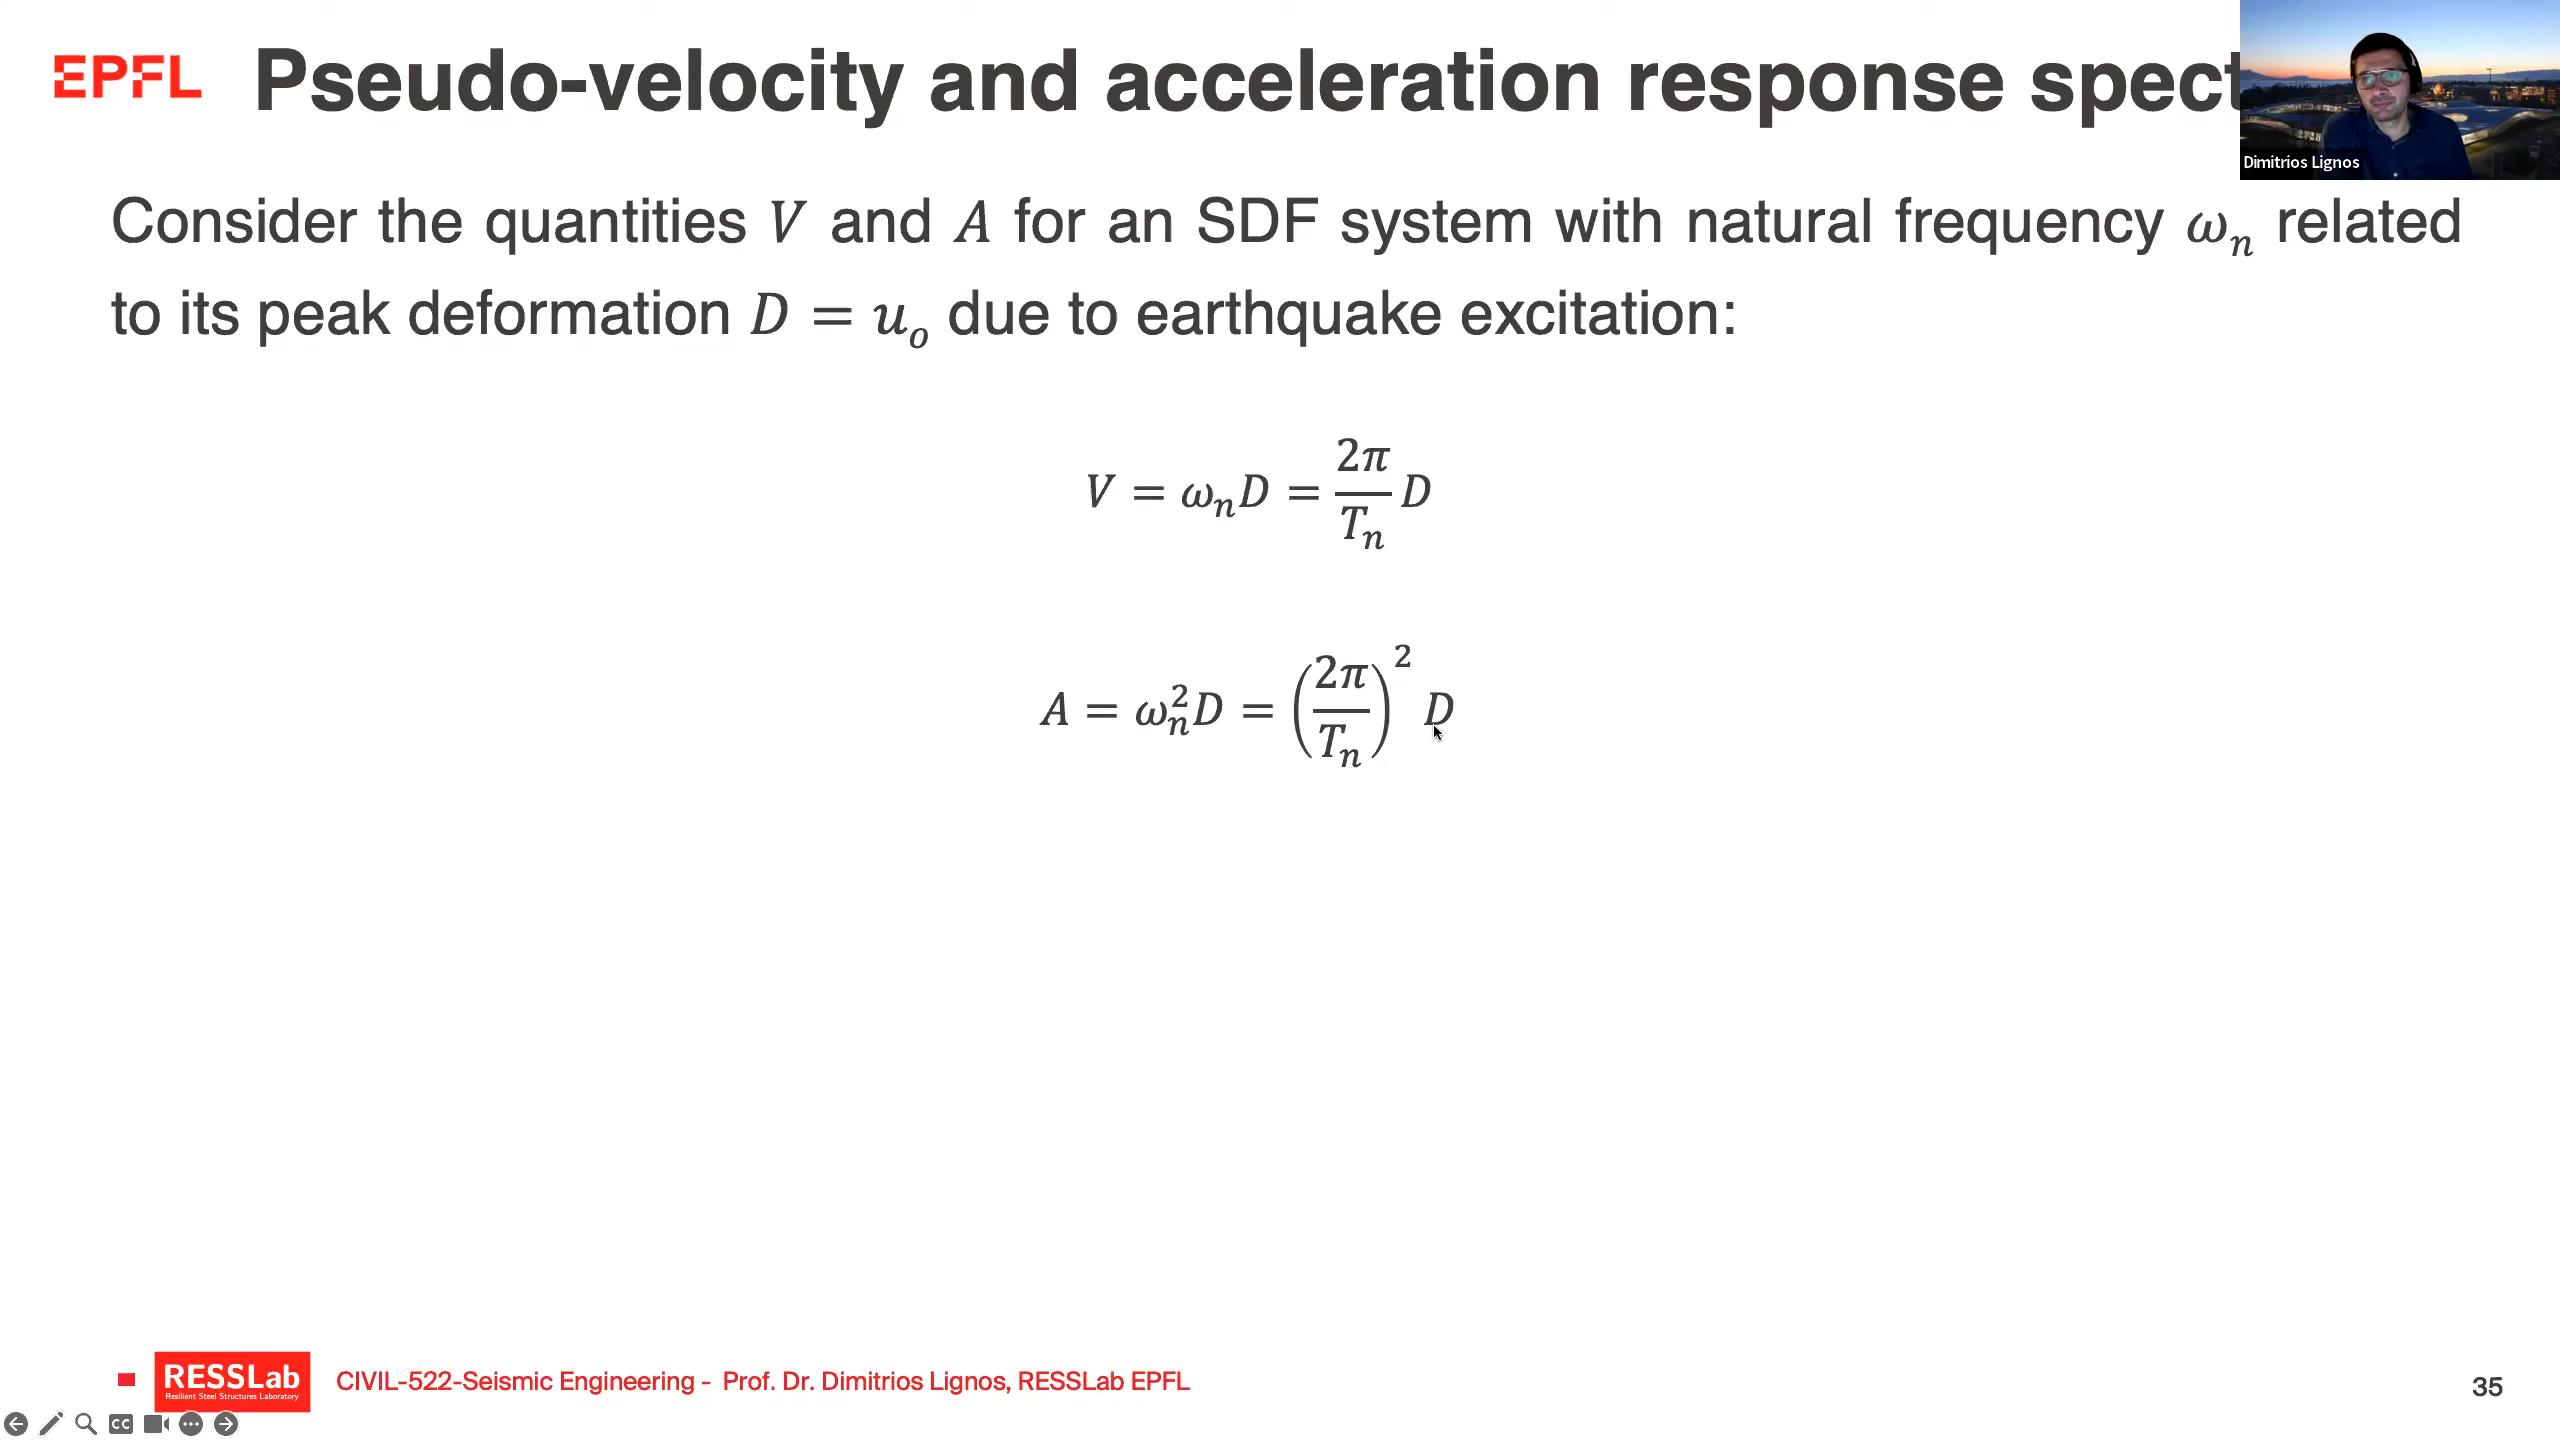 EPFL
Pseudo-velocity and acceleration response spect
Dimitrios Lignos
Consider the quantities V and A for an SDF system with natural frequency ωₙ related
to its peak deformation D = uₒ due to earthquake excitation:
V = ωₙD = (2π/Tₙ) D
A = ωₙ²D = (2π/Tₙ)² D
RESSLab
Resilient Steel Structures Laboratory
CIVIL-522-Seismic Engineering - Prof. Dr. Dimitrios Lignos, RESSLab EPFL
35
CC